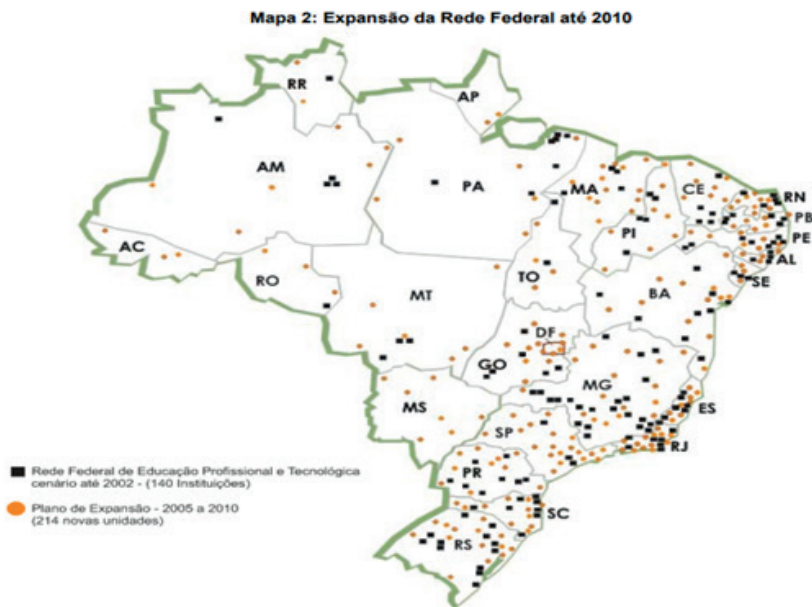 Mapa 2: Expansão da Rede Federal até 2010
RR
AP
AM
PA
MA
CE
RN
PB
PE
AL
SE
PI
AC
RO
TO
BA
MT
DF
GO
MG
ES
MS
SP
RJ
PR
SC
RS
Rede Federal de Educação Profissional e Tecnológica
cenário até 2002 - (140 Instituições)
Plano de Expansão - 2005 a 2010
(214 novas unidades)